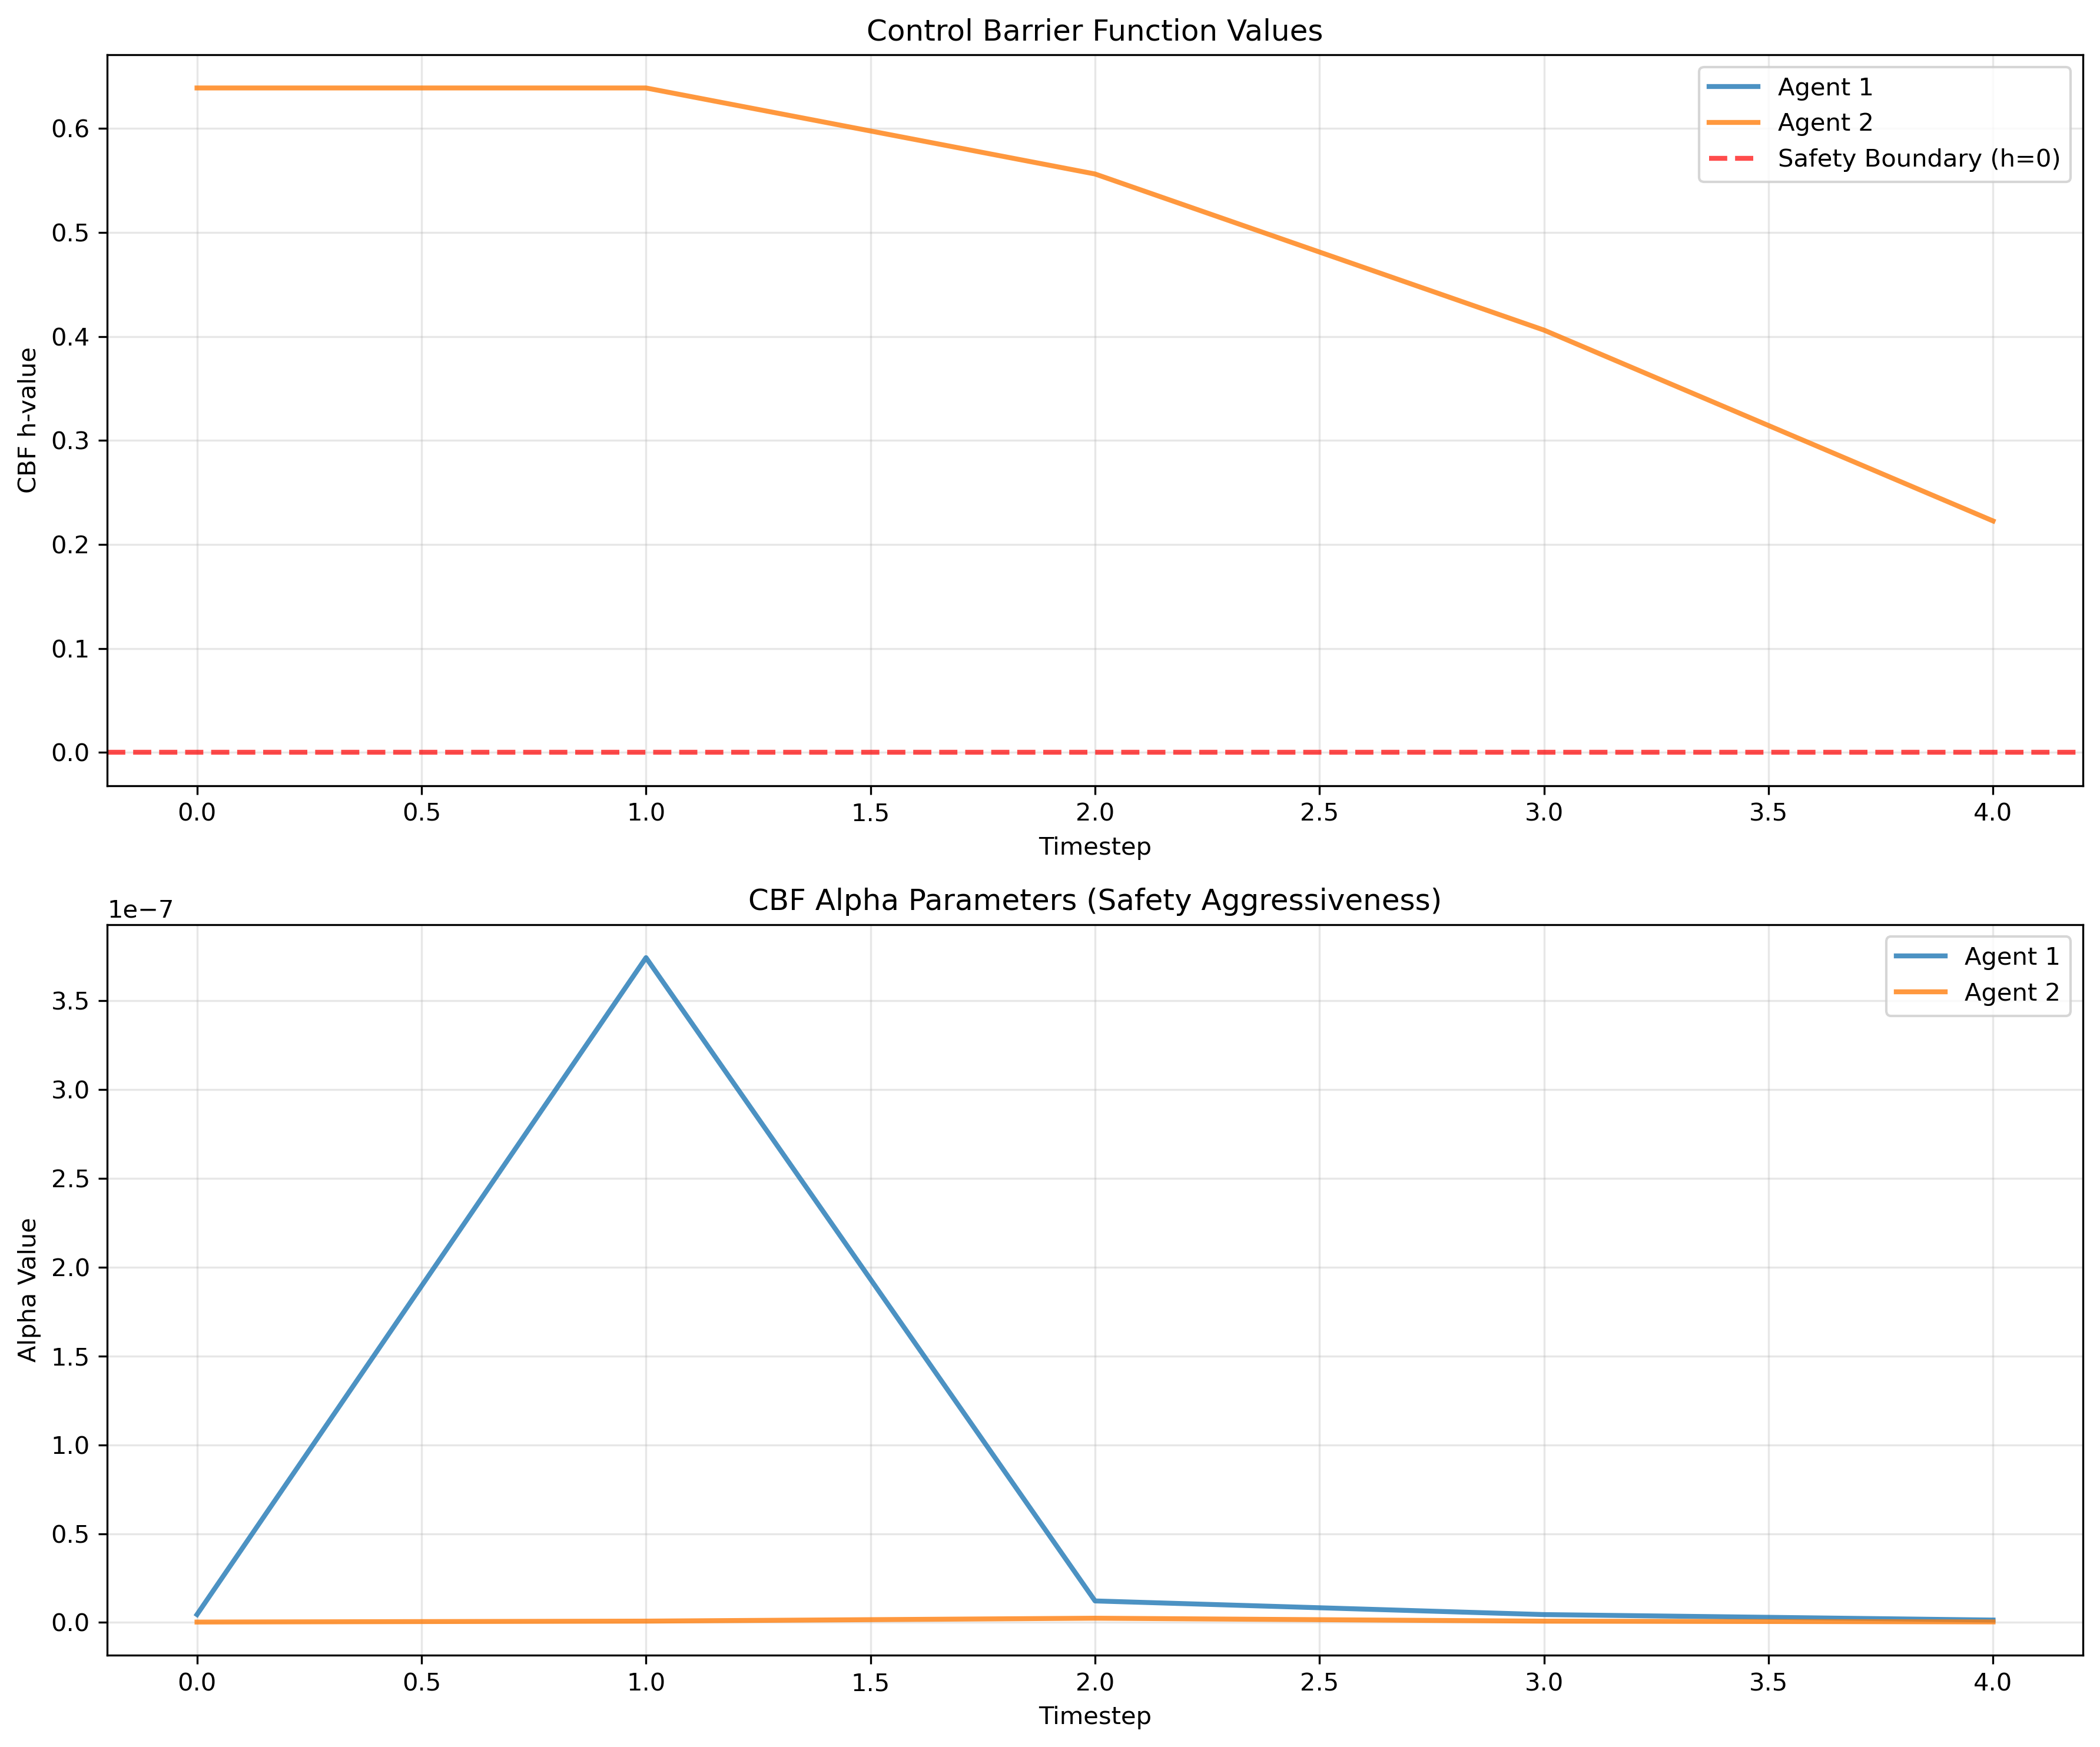 Control Barrier Function Values
Agent 1
Agent 2
Safety Boundary (h=0)
CBF h-value
0.6
0.5
0.4
0.3
0.2
0.1
0.0
0.0 0.5 1.0 1.5 2.0 2.5 3.0 3.5 4.0
Timestep
CBF Alpha Parameters (Safety Aggressiveness)
1e−7
Agent 1
Agent 2
Alpha Value
3.5
3.0
2.5
2.0
1.5
1.0
0.5
0.0
0.0 0.5 1.0 1.5 2.0 2.5 3.0 3.5 4.0
Timestep